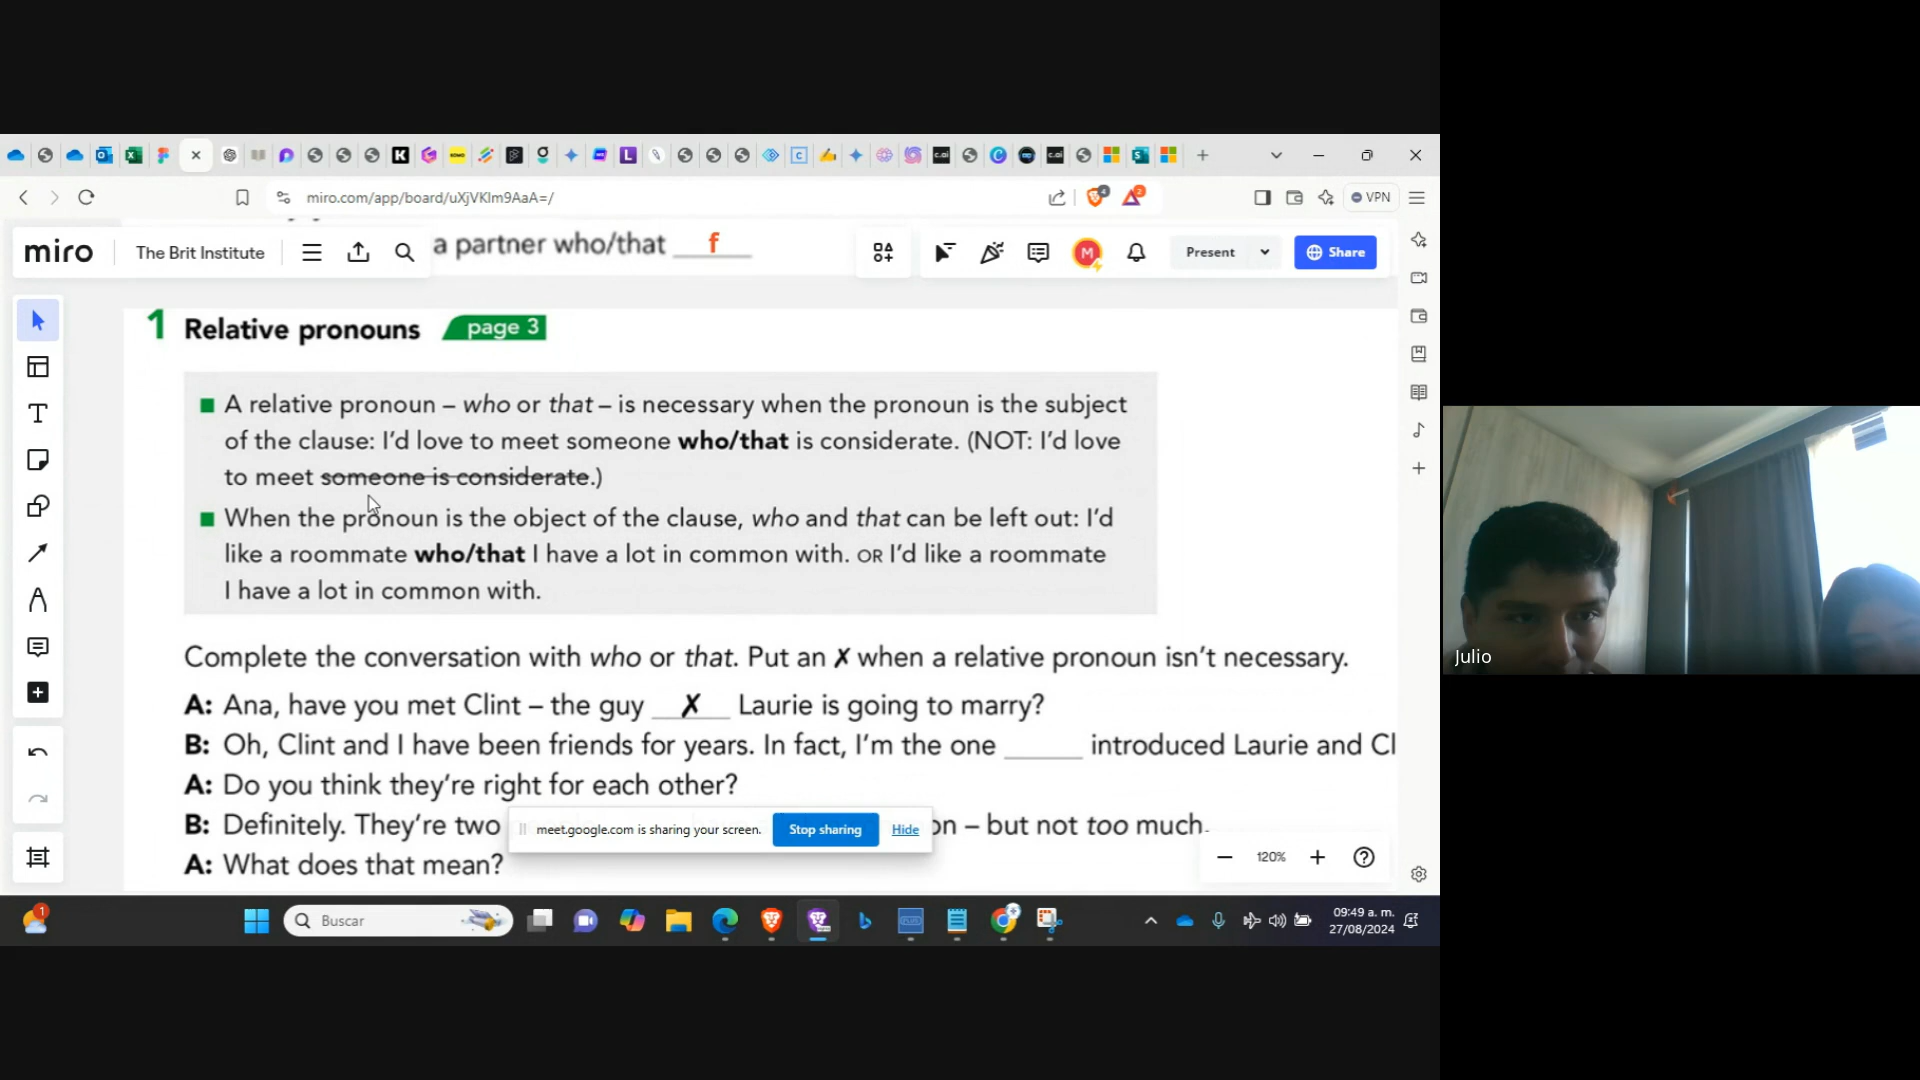 miro.com/app/board/uXjVKlm9AaA=/
VPN
miro
The Brit Institute
a partner who/that ____ f
Present
Share
1 Relative pronouns page 3
A relative pronoun – who or that – is necessary when the pronoun is the subject
of the clause: I'd love to meet someone who/that is considerate. (NOT: I'd love
to meet someone is considerate.)
When the pronoun is the object of the clause, who and that can be left out: I'd
like a roommate who/that I have a lot in common with. OR I'd like a roommate
I have a lot in common with.
Complete the conversation with who or that. Put an ✗ when a relative pronoun isn't necessary.
A: Ana, have you met Clint – the guy ✗ Laurie is going to marry?
B: Oh, Clint and I have been friends for years. In fact, I'm the one ____ introduced Laurie and Cl
A: Do you think they're right for each other?
B: Definitely. They're two
on – but not too much.
meet.google.com is sharing your screen.
Stop sharing
Hide
A: What does that mean?
120%
Julio
Buscar
09:49 a. m.
27/08/2024